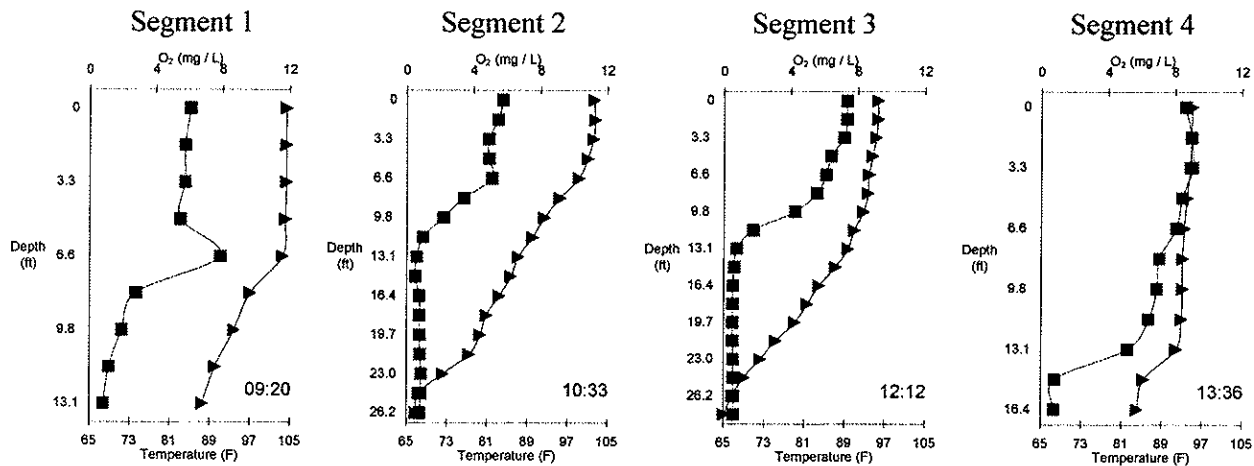 Segment 1
O₂ (mg / L)
0 4 8 12
0
3.3
Depth
(ft)
6.6
9.8
13.1
09:20
65 73 81 89 97 105
Temperature (F)
Segment 2
O₂ (mg / L)
0 4 8 12
0
3.3
6.6
9.8
Depth
(ft)
13.1
16.4
19.7
23.0
26.2
10:33
65 73 81 89 97 105
Temperature (F)
Segment 3
O₂ (mg / L)
0 4 8 12
0
3.3
6.6
9.8
Depth
(ft)
13.1
16.4
19.7
23.0
26.2
12:12
65 73 81 89 97 105
Temperature (F)
Segment 4
O₂ (mg / L)
0 4 8 12
0
3.3
6.6
Depth
(ft)
9.8
13.1
16.4
13:36
65 73 81 89 97 105
Temperature (F)